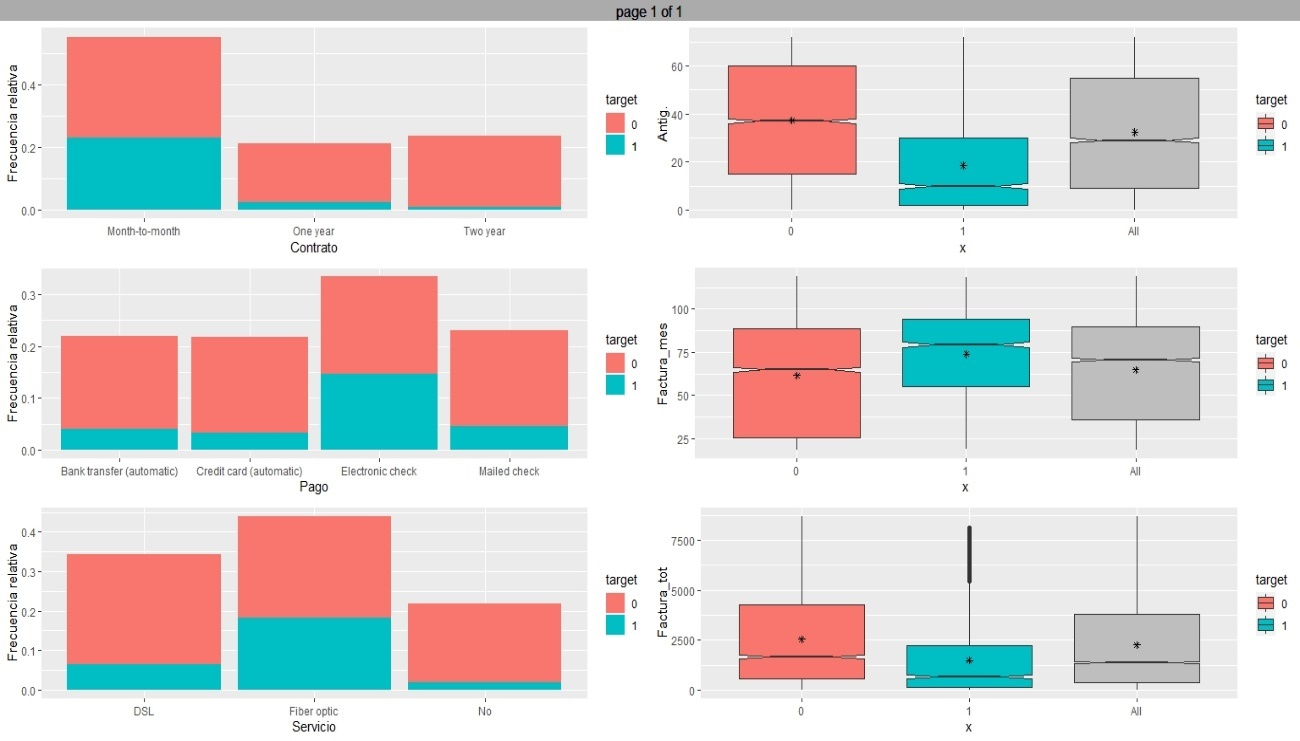 page 1 of 1
Frecuencia relativa
0.4
0.2
0.0
Month-to-month
One year
Two year
Contrato
target
0
1
Antig.
60
40
20
0
0
1
All
x
target
0
1
Frecuencia relativa
0.3
0.2
0.1
0.0
Bank transfer (automatic)
Credit card (automatic)
Electronic check
Mailed check
Pago
target
0
1
Factura_mes
100
75
50
25
0
1
All
x
target
0
1
Frecuencia relativa
0.4
0.3
0.2
0.1
0.0
DSL
Fiber optic
No
Servicio
target
0
1
Factura_tot
7500
5000
2500
0
0
1
All
x
target
0
1